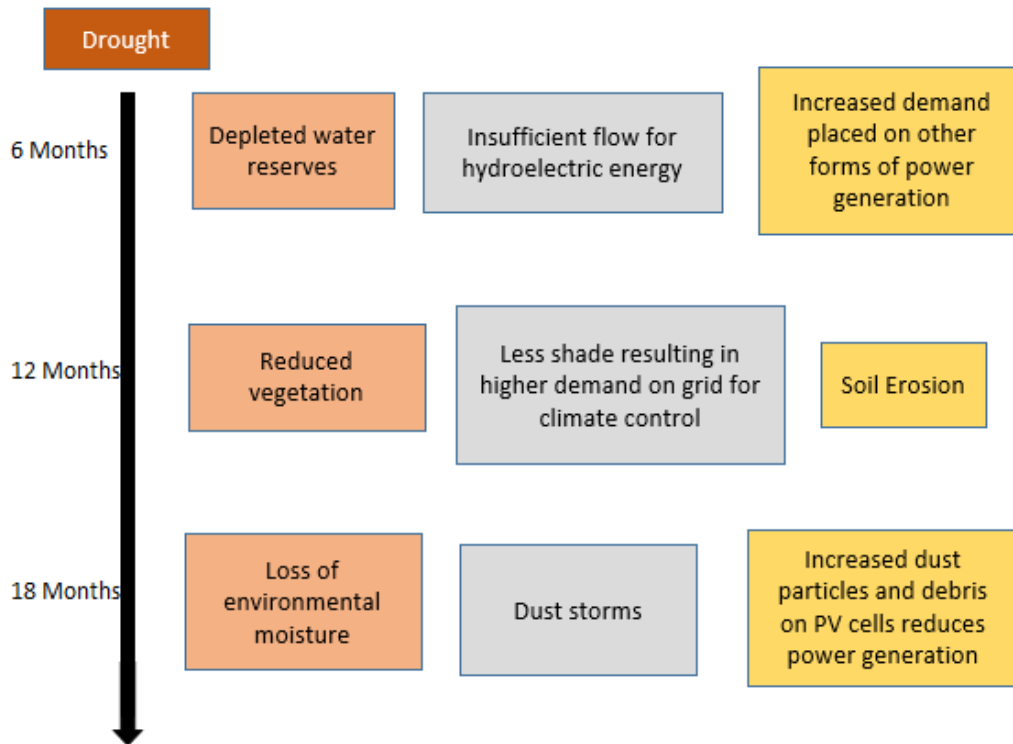 Drought
6 Months
Depleted water
reserves
Insufficient flow for
hydroelectric energy
Increased demand
placed on other
forms of power
generation
12 Months
Reduced
vegetation
Less shade resulting in
higher demand on grid for
climate control
Soil Erosion
18 Months
Loss of
environmental
moisture
Dust storms
Increased dust
particles and debris
on PV cells reduces
power generation